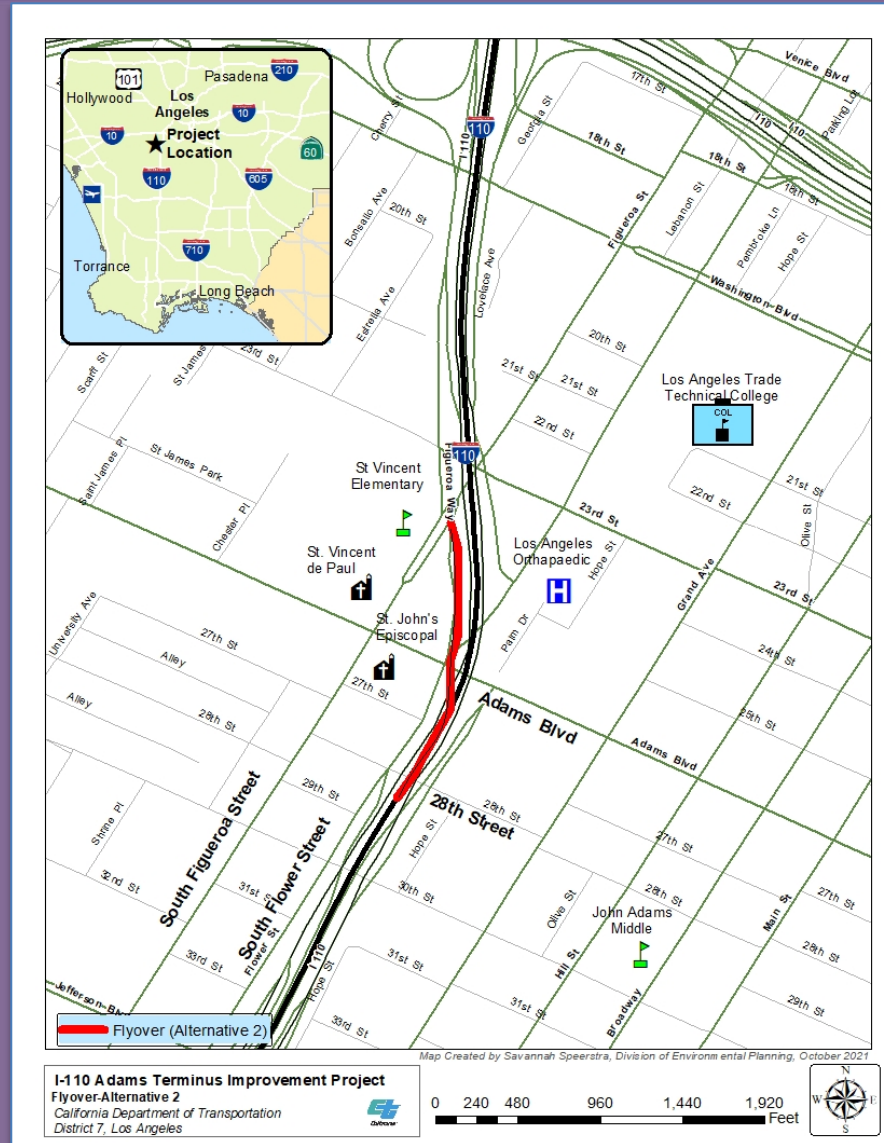 Venice Blvd
17th St
Parking Lot
I 10
I-10
101
Pasadena
210
Hollywood
Los
Angeles
10
10
Project
Location
60
110
605
710
Torrance
Long Beach
Cherry St
I 110
110
Georgia St
18th St
18th St
18th St
Figueroa St
Lebanon St
Pembroke Ln
Hope St
Bonsallo Ave
20th St
Lovelace Ave
Washington Blvd
Estrella Ave
23rd St
Scarff St
St James
20th St
21st St
21st St
22nd St
Los Angeles Trade
Technical College
COL
Saint James Pl
St James Park
Chester Pl
St Vincent
Elementary
Figueroa Way
110
23rd St
22nd St
21st St
Olive St
St. Vincent
de Paul
Los Angeles
Orthapaedic
Hope St
Grand Ave
23rd St
University Ave
27th St
Alley
St. John's
Episcopal
Palm Dr
24th St
Alley
28th St
27th St
Adams Blvd
Adams Blvd
25th St
29th St
28th Street
28th St
27th St
Shrine Pl
South Figueroa Street
South Flower Street
Hope St
32nd St
31st S
Flower St
30th St
Olive St
28th St
Main St
27th St
John Adams
Middle
28th St
33rd St
I 110
Hope St
31st St
Hill St
Broadway
29th St
Jefferson Blv
31st St
33rd St
Flyover (Alternative 2)
Map Created by Savannah Speerstra, Division of Environmental Planning, October 2021
I-110 Adams Terminus Improvement Project
Flyover-Alternative 2
California Department of Transportation
District 7, Los Angeles
Caltrans
0 240 480 960 1,440 1,920
Feet
N
W E
S